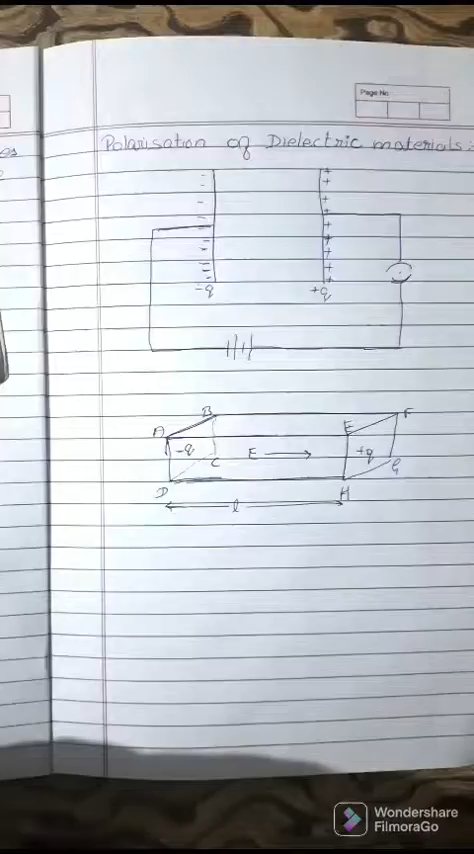 Page No
Polarisation of Dielectric materials:
-q +q
B F
A E
-q C E +q G
D H
l
Wondershare
FilmoraGo